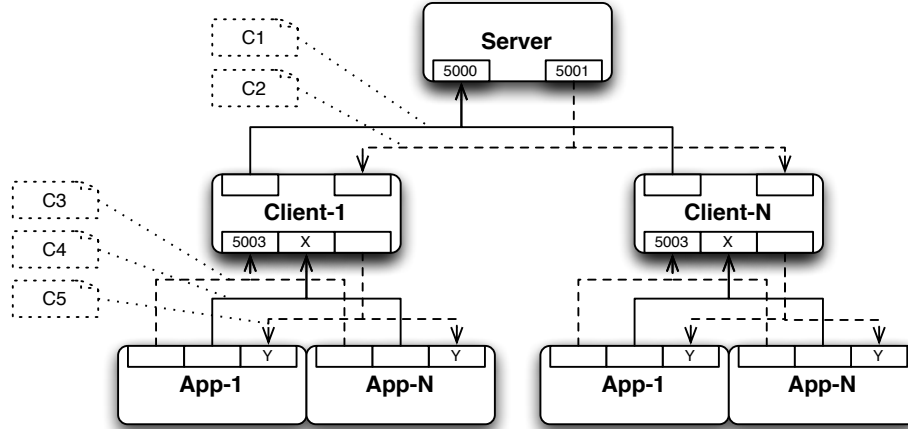 C1
Server
5000 5001
C2
C3
Client-1 Client-N
C4
5003 X 5003 X
C5
Y Y Y Y
App-1 App-N App-1 App-N